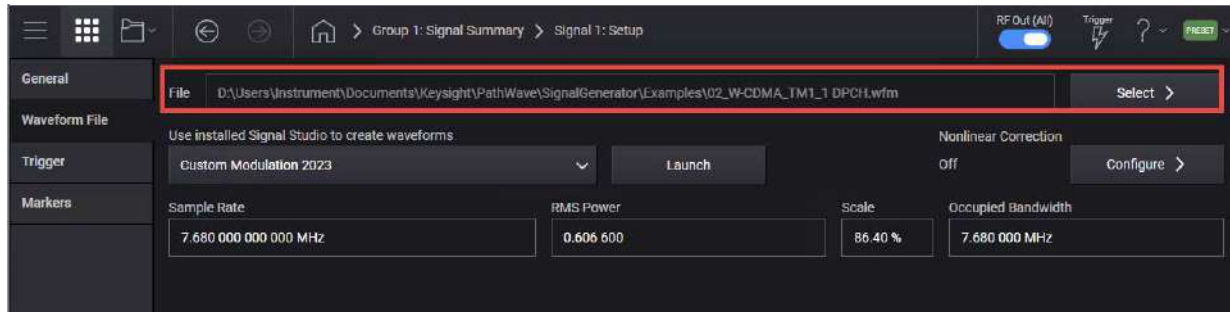 RF Out (All)
Trigger
Group 1: Signal Summary > Signal 1: Setup
? PRESET
General
File D:\Users\Instrument\Documents\Keysight\PathWave\SignalGenerator\Examples\02_W-CDMA_TM1_1 DPCH.wfm Select >
Waveform File
Use installed Signal Studio to create waveforms Nonlinear Correction
Trigger
Custom Modulation 2023 Launch Off Configure >
Markers
Sample Rate RMS Power Scale Occupied Bandwidth
7.680 000 000 000 MHz 0.606 600 86.40 % 7.680 000 MHz